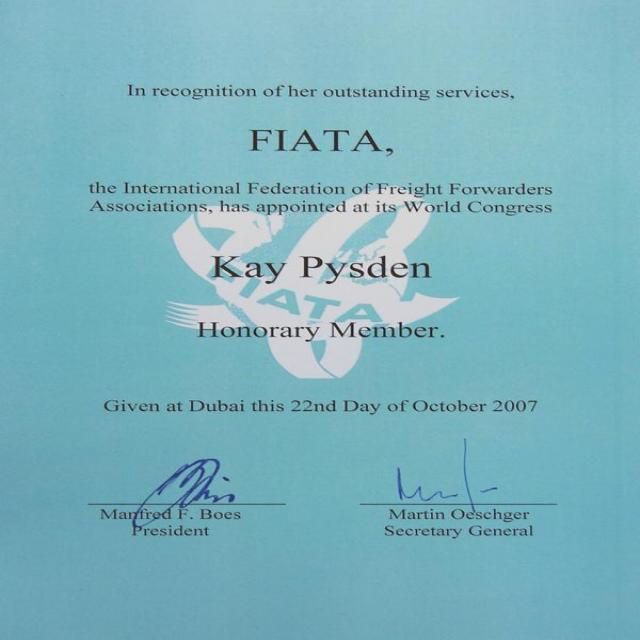 In recognition of her outstanding services,
FIATA,
the International Federation of Freight Forwarders
Associations, has appointed at its World Congress
Kay Pysden
FIATA
Honorary Member.
Given at Dubai this 22nd Day of October 2007
Manfred F. Boes
President
Martin Oeschger
Secretary General